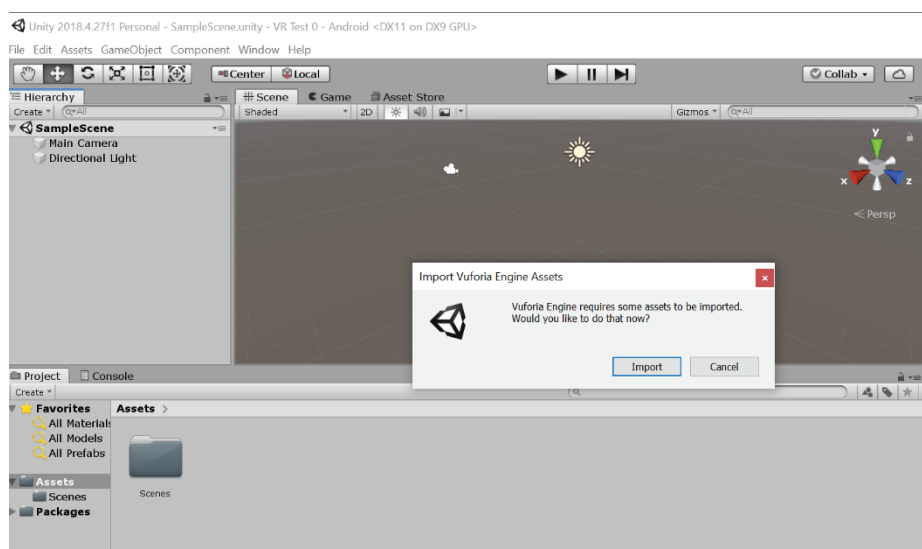 Unity 2018.4.27f1 Personal - SampleScene.unity - VR Test 0 - Android <DX11 on DX9 GPU>
File Edit Assets GameObject Component Window Help
Center Local Collab
Hierarchy # Scene Game Asset Store
Create All Shaded 2D Gizmos All
SampleScene
Main Camera
Directional Light
y
x z
Persp
Import Vuforia Engine Assets
Vuforia Engine requires some assets to be imported.
Would you like to do that now?
Import Cancel
Project Console
Create
Favorites Assets >
All Materials
All Models
All Prefabs
Assets
Scenes Scenes
Packages